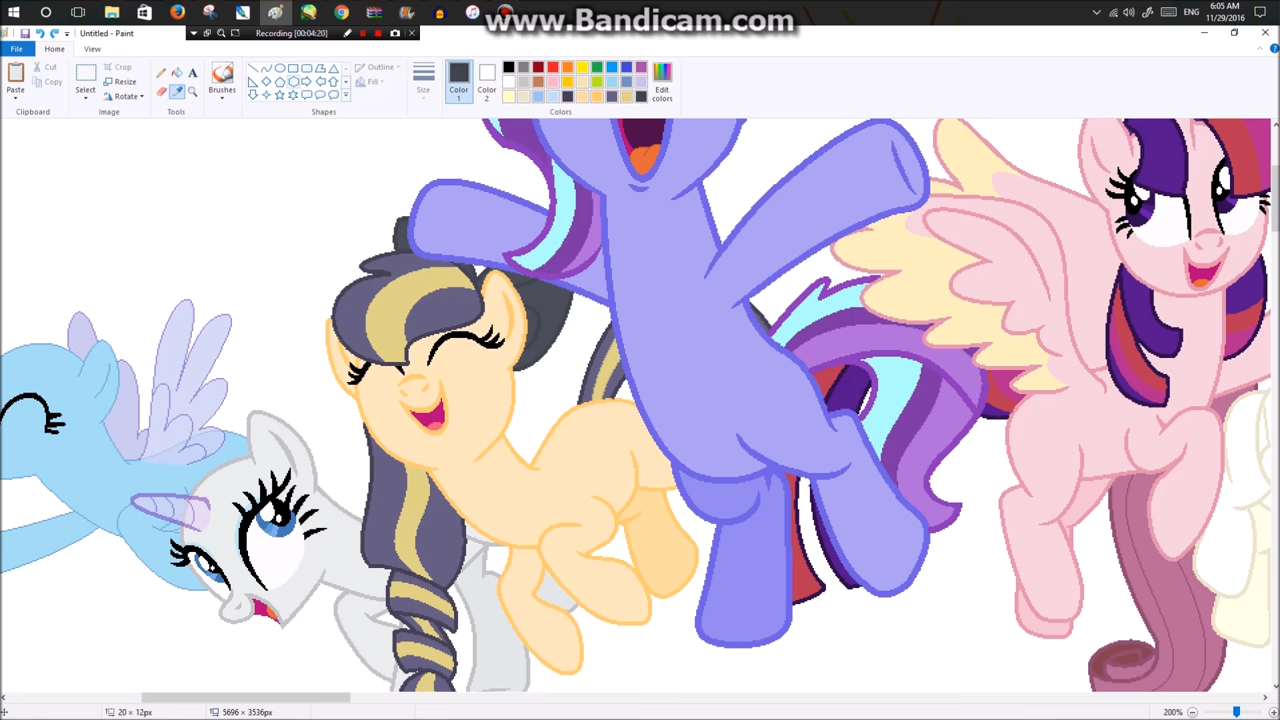 www.Bandicam.com
6:05 AM
ENG
11/29/2016
Untitled - Paint
Recording [00:04:20]
File
Home
View
Paste
Cut
Copy
Clipboard
Select
Crop
Resize
Rotate
Image
A
Tools
Brushes
Outline
Fill
Shapes
Size
Color 1
Color 2
Edit colors
Colors
20 × 12px
5696 × 3536px
200%